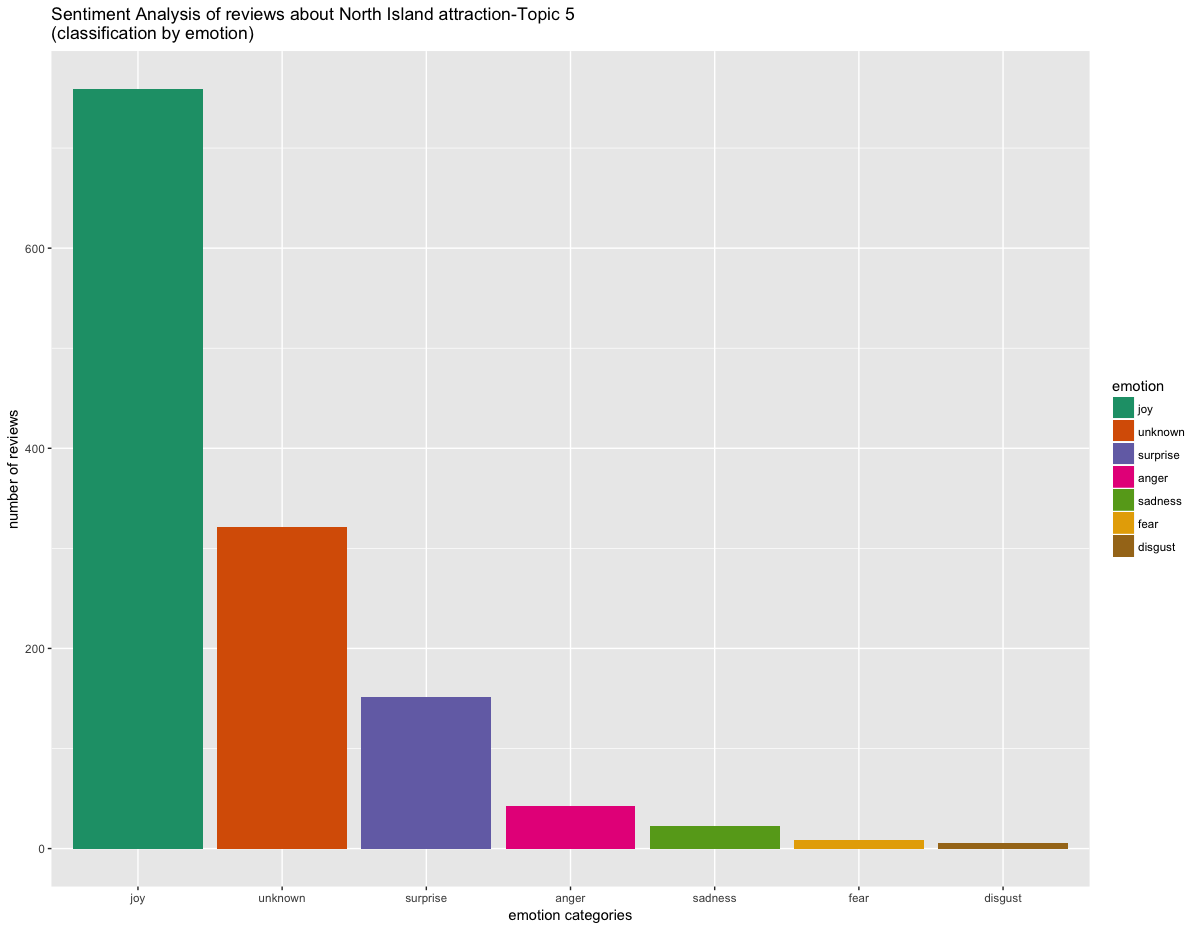 Sentiment Analysis of reviews about North Island attraction-Topic 5
(classification by emotion)
number of reviews
600
400
200
0
joy
unknown
surprise
anger
sadness
fear
disgust
emotion categories
emotion
joy
unknown
surprise
anger
sadness
fear
disgust